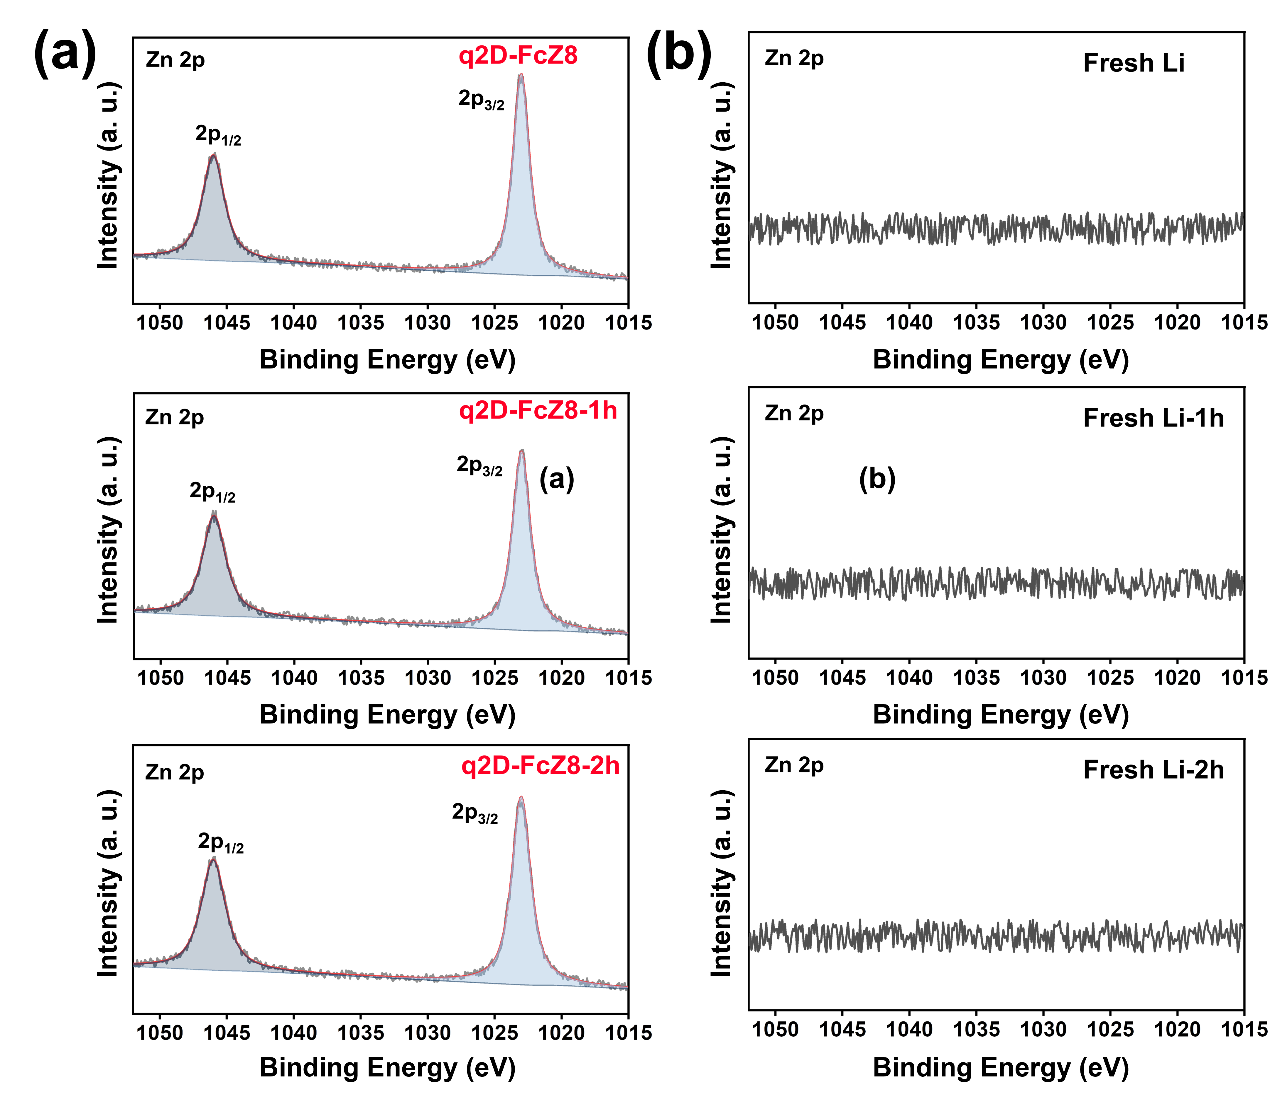 (a)
Zn 2p
q2D-FcZ8
2p3/2
2p1/2
Intensity (a. u.)
1050 1045 1040 1035 1030 1025 1020 1015
Binding Energy (eV)
(b)
Zn 2p
Fresh Li
Intensity (a. u.)
1050 1045 1040 1035 1030 1025 1020 1015
Binding Energy (eV)
Zn 2p
q2D-FcZ8-1h
2p3/2
(a)
2p1/2
Intensity (a. u.)
1050 1045 1040 1035 1030 1025 1020 1015
Binding Energy (eV)
Zn 2p
Fresh Li-1h
(b)
Intensity (a. u.)
1050 1045 1040 1035 1030 1025 1020 1015
Binding Energy (eV)
Zn 2p
q2D-FcZ8-2h
2p3/2
2p1/2
Intensity (a. u.)
1050 1045 1040 1035 1030 1025 1020 1015
Binding Energy (eV)
Zn 2p
Fresh Li-2h
Intensity (a. u.)
1050 1045 1040 1035 1030 1025 1020 1015
Binding Energy (eV)